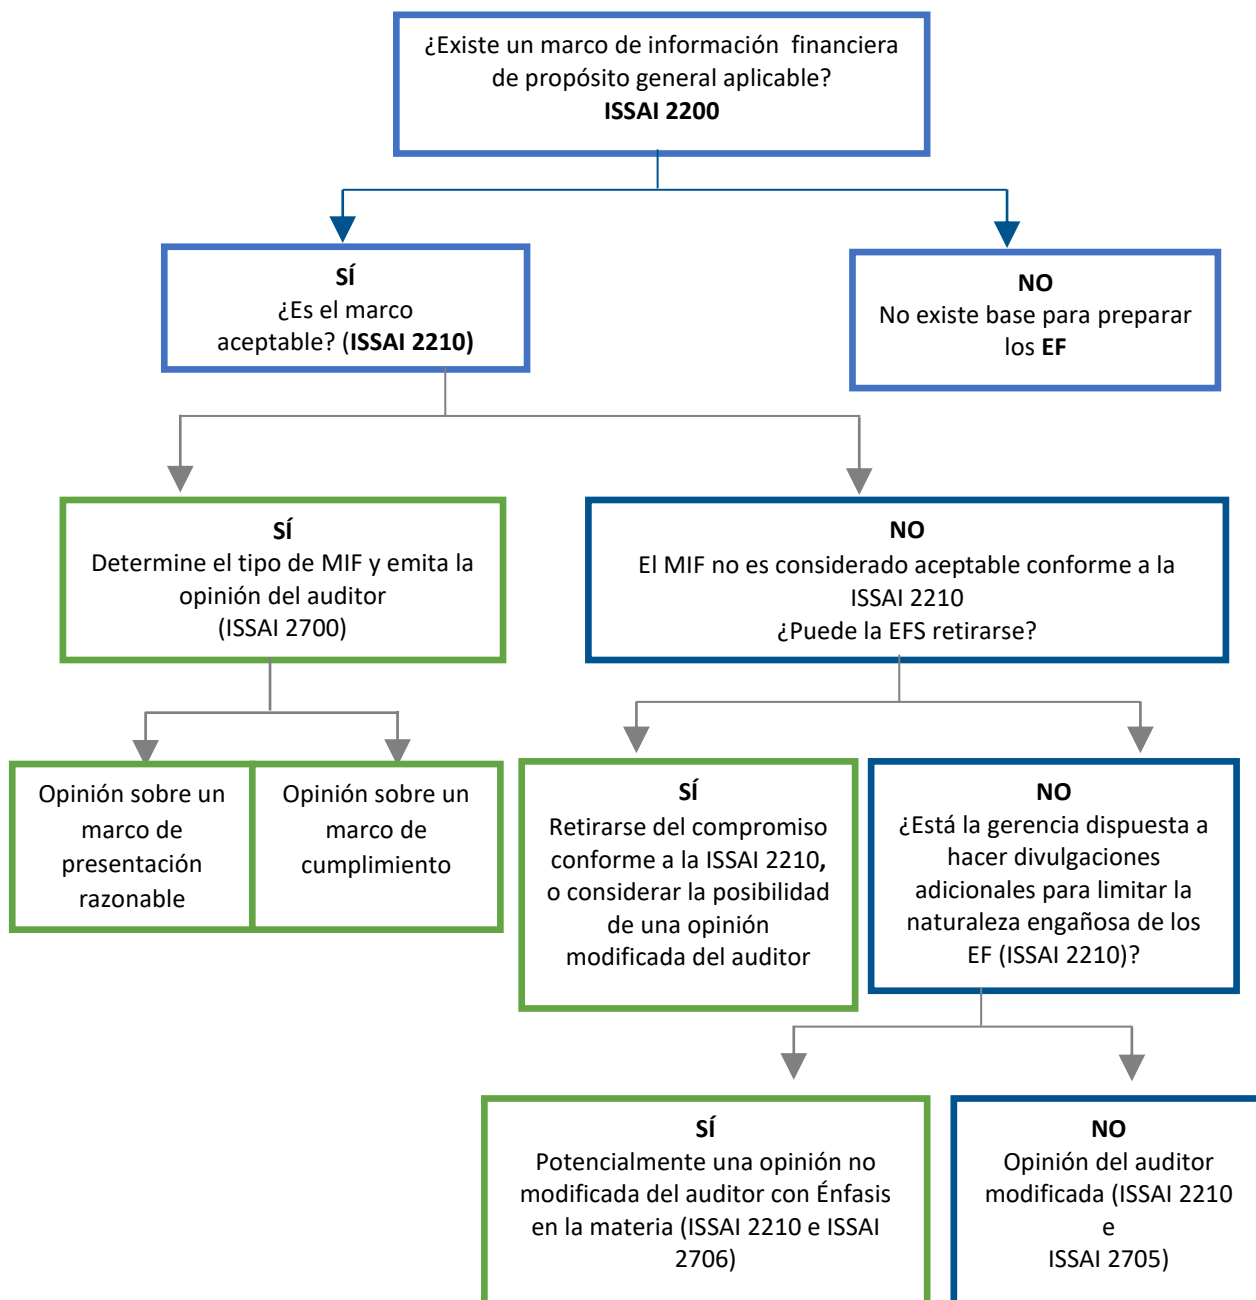 ¿Existe un marco de información financiera
de propósito general aplicable?
ISSAI 2200
SÍ
¿Es el marco
aceptable? (ISSAI 2210)
NO
No existe base para preparar
los EF
SÍ
Determine el tipo de MIF y emita la
opinión del auditor
(ISSAI 2700)
NO
El MIF no es considerado aceptable conforme a la
ISSAI 2210
¿Puede la EFS retirarse?
Opinión sobre un
marco de
presentación
razonable
Opinión sobre un
marco de
cumplimiento
SÍ
Retirarse del compromiso
conforme a la ISSAI 2210,
o considerar la posibilidad
de una opinión
modificada del auditor
NO
¿Está la gerencia dispuesta a
hacer divulgaciones
adicionales para limitar la
naturaleza engañosa de los
EF (ISSAI 2210)?
SÍ
Potencialmente una opinión no
modificada del auditor con Énfasis
en la materia (ISSAI 2210 e ISSAI
2706)
NO
Opinión del auditor
modificada (ISSAI 2210
e
ISSAI 2705)